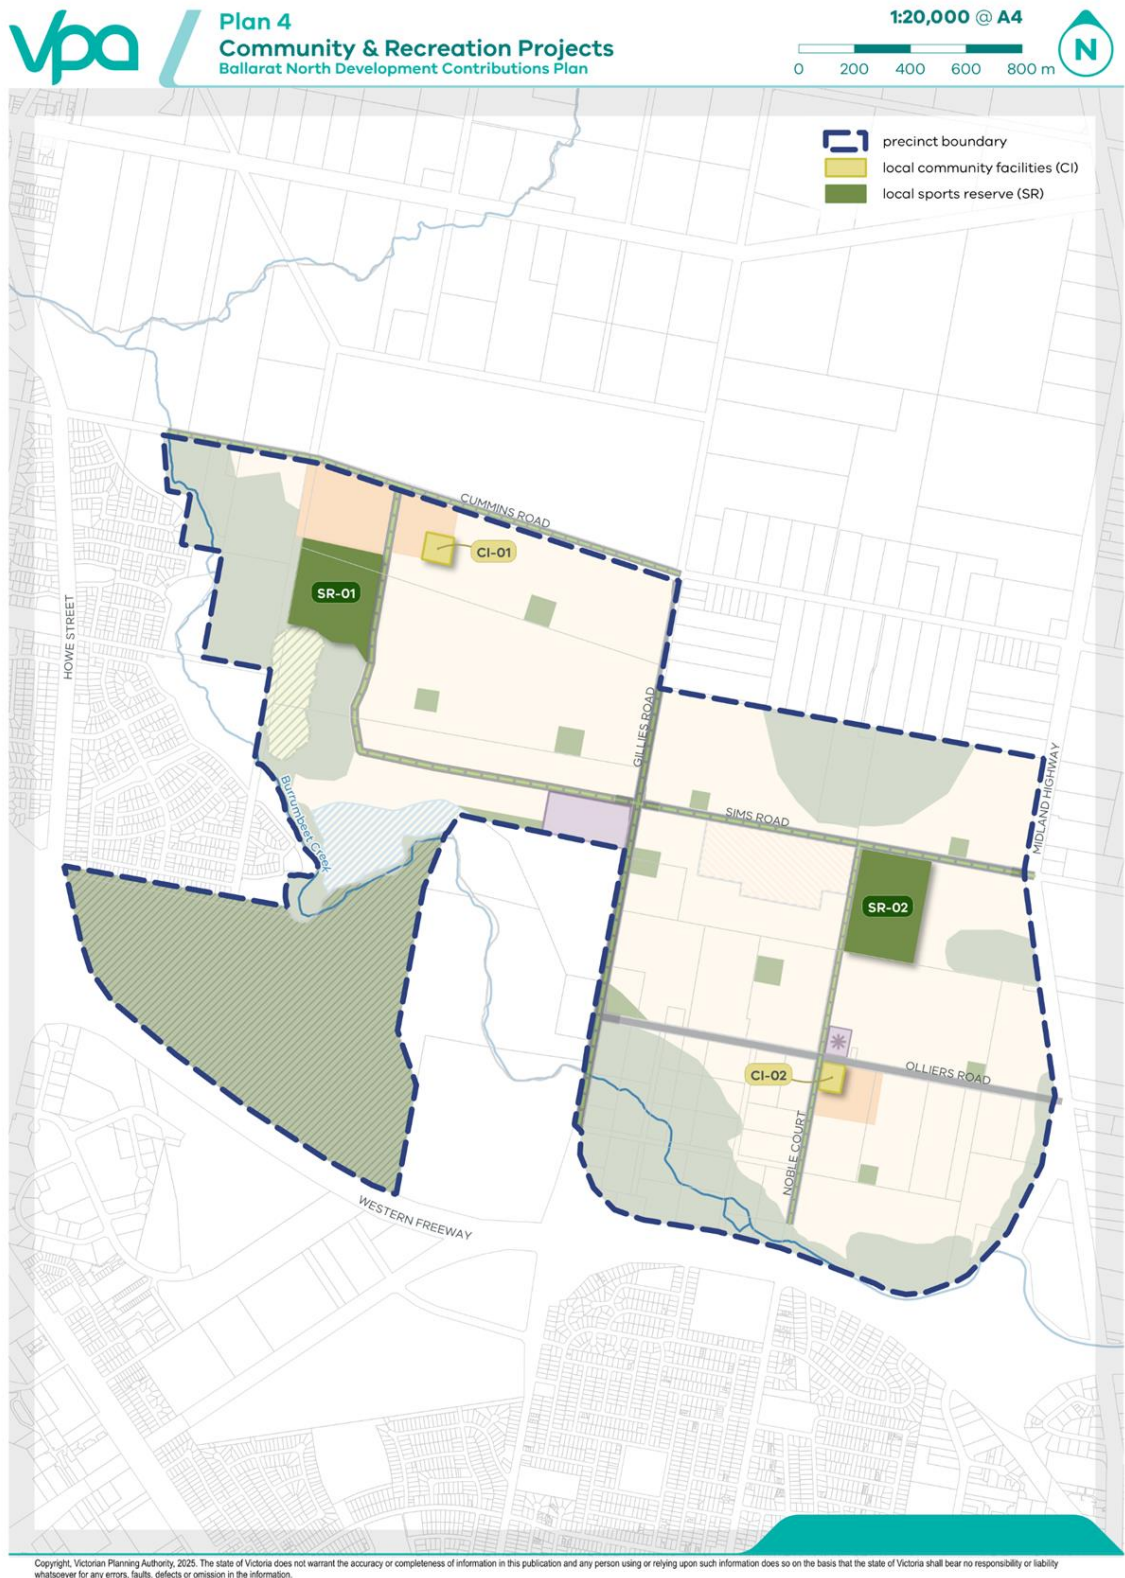 vpa
Plan 4
Community & Recreation Projects
Ballarat North Development Contributions Plan
1:20,000 @ A4
0 200 400 600 800 m
N
precinct boundary
local community facilities (CI)
local sports reserve (SR)
CUMMINS ROAD
CI-01
SR-01
HOWE STREET
GILLIES ROAD
MIDLAND HIGHWAY
SIMS ROAD
Burrumbeet Creek
SR-02
OLLIERS ROAD
CI-02
NOBLE COURT
WESTERN FREEWAY
Copyright, Victorian Planning Authority, 2025. The state of Victoria does not warrant the accuracy or completeness of information in this publication and any person using or relying upon such information does so on the basis that the state of Victoria shall bear no responsibility or liability
whatsoever for any errors, faults, defects or omission in the information.